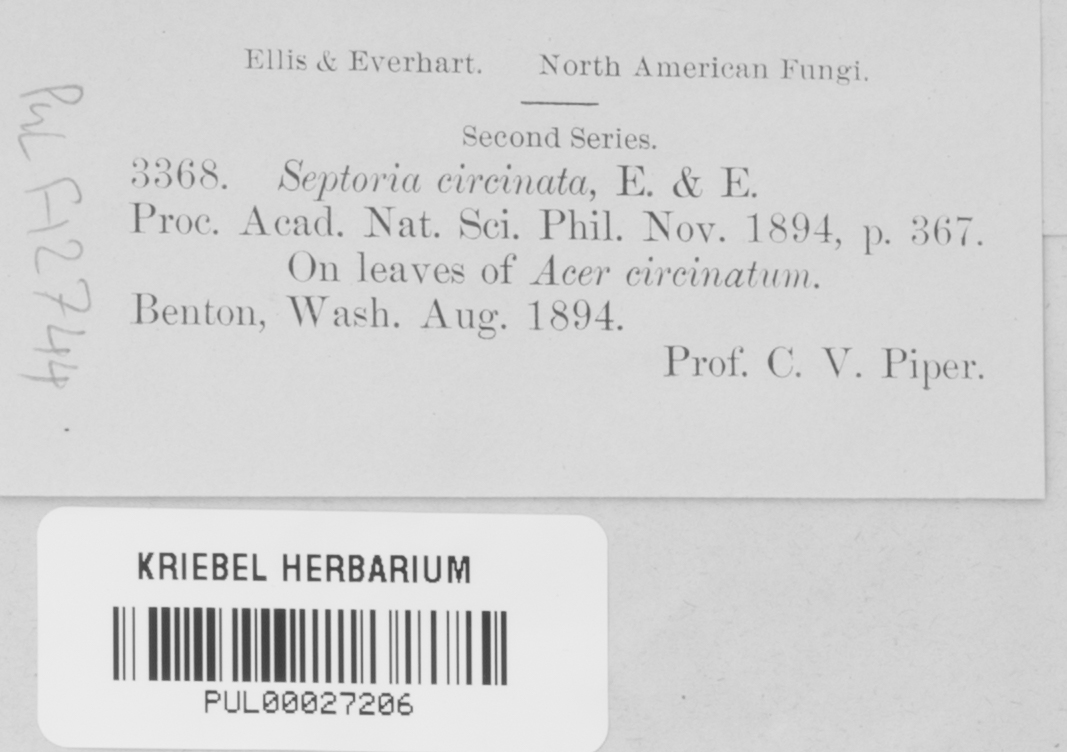 Ellis & Everhart. North American Fungi.
Second Series.
3368. Septoria circinata, E. & E.
Proc. Acad. Nat. Sci. Phil. Nov. 1894, p. 367.
On leaves of Acer circinatum.
Benton, Wash. Aug. 1894.
Prof. C. V. Piper.
PUL F12744
KRIEBEL HERBARIUM
PUL00027206